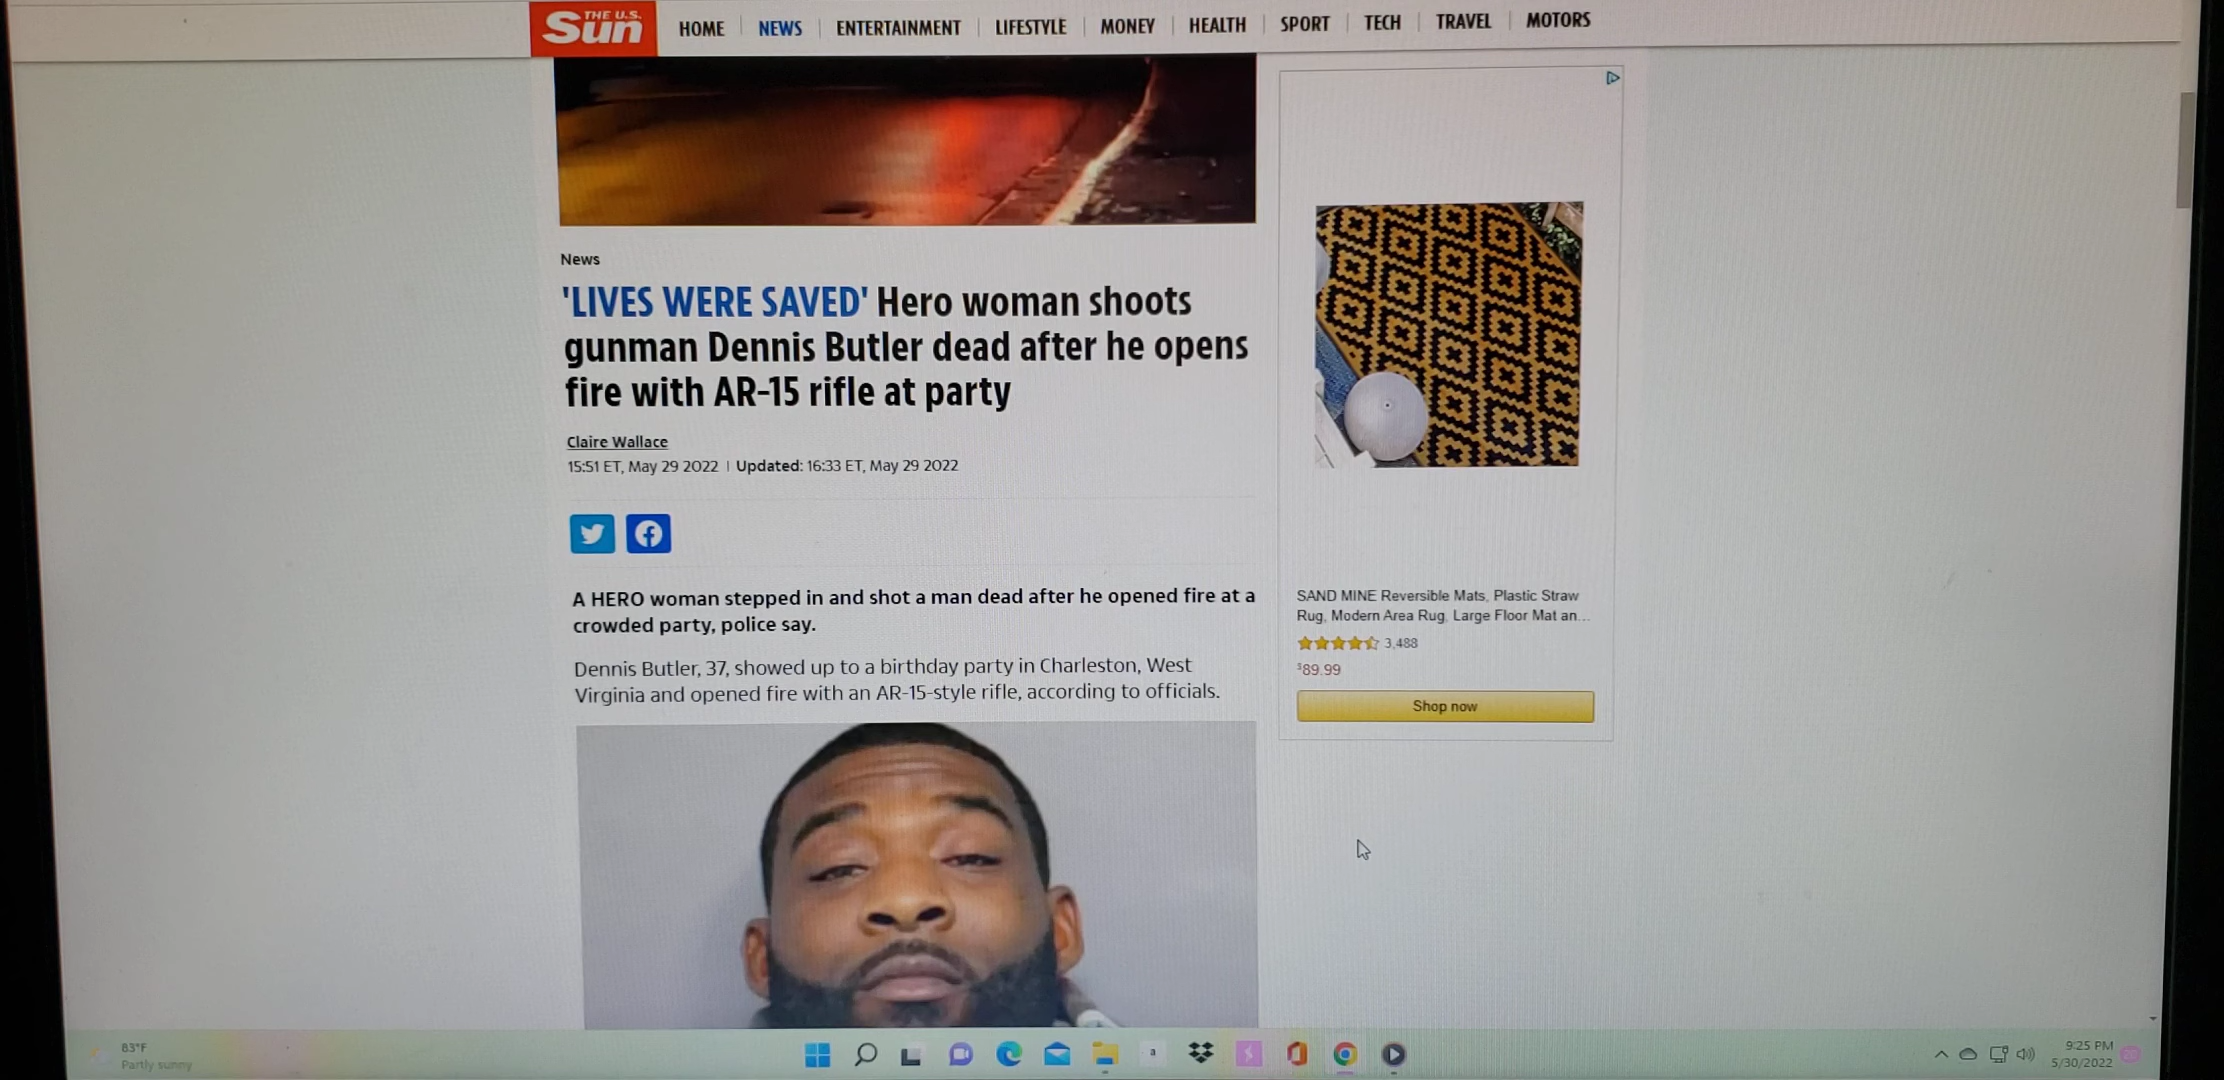 THE U.S.
Sun
HOME
NEWS
ENTERTAINMENT
LIFESTYLE
MONEY
HEALTH
SPORT
TECH
TRAVEL
MOTORS
News
'LIVES WERE SAVED' Hero woman shoots
gunman Dennis Butler dead after he opens
fire with AR-15 rifle at party
Claire Wallace
15:51 ET, May 29 2022 | Updated: 16:33 ET, May 29 2022
A HERO woman stepped in and shot a man dead after he opened fire at a
crowded party, police say.
Dennis Butler, 37, showed up to a birthday party in Charleston, West
Virginia and opened fire with an AR-15-style rifle, according to officials.
SAND MINE Reversible Mats, Plastic Straw
Rug, Modern Area Rug, Large Floor Mat an...
3,488
$89.99
Shop now
83°F
Partly sunny
a
9:25 PM
5/30/2022